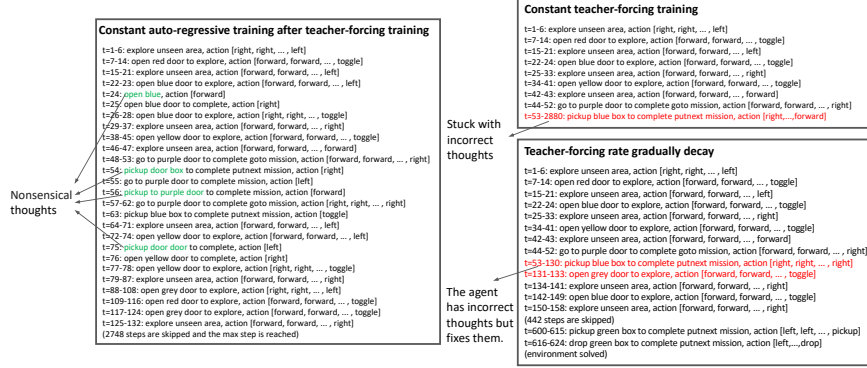 Constant auto-regressive training after teacher-forcing training
t=1-6: explore unseen area, action [right, right, ... , left]
t=7-14: open red door to explore, action [forward, forward, ... , toggle]
t=15-21: explore unseen area, action [forward, forward, ... , left]
t=22-23: open blue door to explore, action [forward, forward, ... , left]
t=24: open blue, action [forward]
t=25: open blue door to complete, action [right]
t=26-28: open blue door to explore, action [right, right, ... , toggle]
t=29-37: explore unseen area, action [forward, forward, ... , right]
t=38-45: open yellow door to explore, action [forward, forward, ... , toggle]
t=46-47: explore unseen area, action [forward, forward, ... , left]
t=48-53: go to purple door to complete goto mission, action [forward, forward, ... , right]
t=54: pickup door box to complete putnext mission, action [right]
t=55: go to purple door to complete mission, action [left]
t=56: pickup to purple door to complete mission, action [forward]
t=57-62: go to purple door to complete goto mission, action [right, right, ... , right]
t=63: pickup blue box to complete putnext mission, action [toggle]
t=64-71: explore unseen area, action [forward, forward, ... , left]
t=72-74: open yellow door to explore, action [forward, forward, ... , left]
t=75: pickup door door to complete, action [left]
t=76: open yellow door to explore, action [right]
t=77-78: open yellow door to explore, action [right, right, ... , toggle]
t=79-87: explore unseen area, action [forward, forward, ... , right]
t=88-108: open grey door to explore, action [right, right, ... , left]
t=109-116: open red door to explore, action [forward, forward, ... , toggle]
t=117-124: open grey door to explore, action [forward, forward, ... , toggle]
t=125-132: explore unseen area, action [forward, forward, ... , right]
(2748 steps are skipped and the max step is reached)
Nonsensical
thoughts
Constant teacher-forcing training
t=1-6: explore unseen area, action [right, right, ... , left]
t=7-14: open red door to explore, action [forward, forward, ... , toggle]
t=15-21: explore unseen area, action [forward, forward, ... , left]
t=22-24: open blue door to explore, action [forward, forward, ... , toggle]
t=25-33: explore unseen area, action [forward, forward, ... , right]
t=34-41: open yellow door to explore, action [forward, forward, ... , toggle]
t=42-43: explore unseen area, action [forward, forward, ... , forward]
t=44-52: go to purple door to complete goto mission, action [forward, forward, ... , right]
t=53-2880: pickup blue box to complete putnext mission, action [right,...,forward]
Stuck with
incorrect
thoughts
Teacher-forcing rate gradually decay
t=1-6: explore unseen area, action [right, right, ... , left]
t=7-14: open red door to explore, action [forward, forward, ... , toggle]
t=15-21: explore unseen area, action [forward, forward, ... , left]
t=22-24: open blue door to explore, action [forward, forward, ... , toggle]
t=25-33: explore unseen area, action [forward, forward, ... , right]
t=34-41: open yellow door to explore, action [forward, forward, ... , toggle]
t=42-43: explore unseen area, action [forward, forward, ... , forward]
t=44-52: go to purple door to complete goto mission, action [forward, forward, ... , right]
t=53-130: pickup blue box to complete putnext mission, action [right, right, ... , right]
t=131-133: open grey door to explore, action [forward, forward, ... , toggle]
t=134-141: explore unseen area, action [forward, forward, ... , right]
t=142-149: open blue door to explore, action [forward, forward, ... , toggle]
t=150-158: explore unseen area, action [forward, forward, ... , right]
(442 steps are skipped)
t=600-615: pickup green box to complete putnext mission, action [left, left, ... , pickup]
t=616-624: drop green box to complete putnext mission, action [left,...,drop]
(environment solved)
The agent
has incorrect
thoughts but
fixes them.